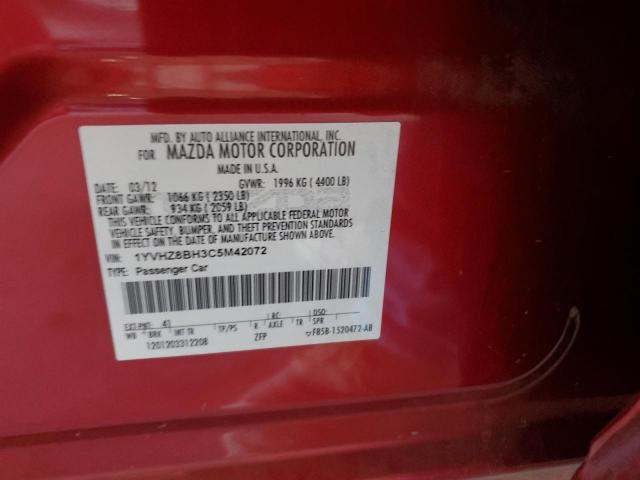 MFD. BY AUTO ALLIANCE INTERNATIONAL, INC.
FOR MAZDA MOTOR CORPORATION
MADE IN U.S.A.
DATE: 03/12 GVWR: 1996 KG ( 4400 LB)
FRONT GAWR: 1066 KG ( 2350 LB)
REAR GAWR: 934 KG ( 2059 LB)
THIS VEHICLE CONFORMS TO ALL APPLICABLE FEDERAL MOTOR
VEHICLE SAFETY, BUMPER, AND THEFT PREVENTION
STANDARDS IN EFFECT ON THE DATE OF MANUFACTURE
SHOWN ABOVE.
VIN: 1YVHZ8BH3C5M42072
TYPE: Passenger Car
EXT PNT: 41 RC: DSO:
WB BRK INT TR TP/PS R AXLE TR SPR
1201203312208 ZFP FB5B-1520472-AB